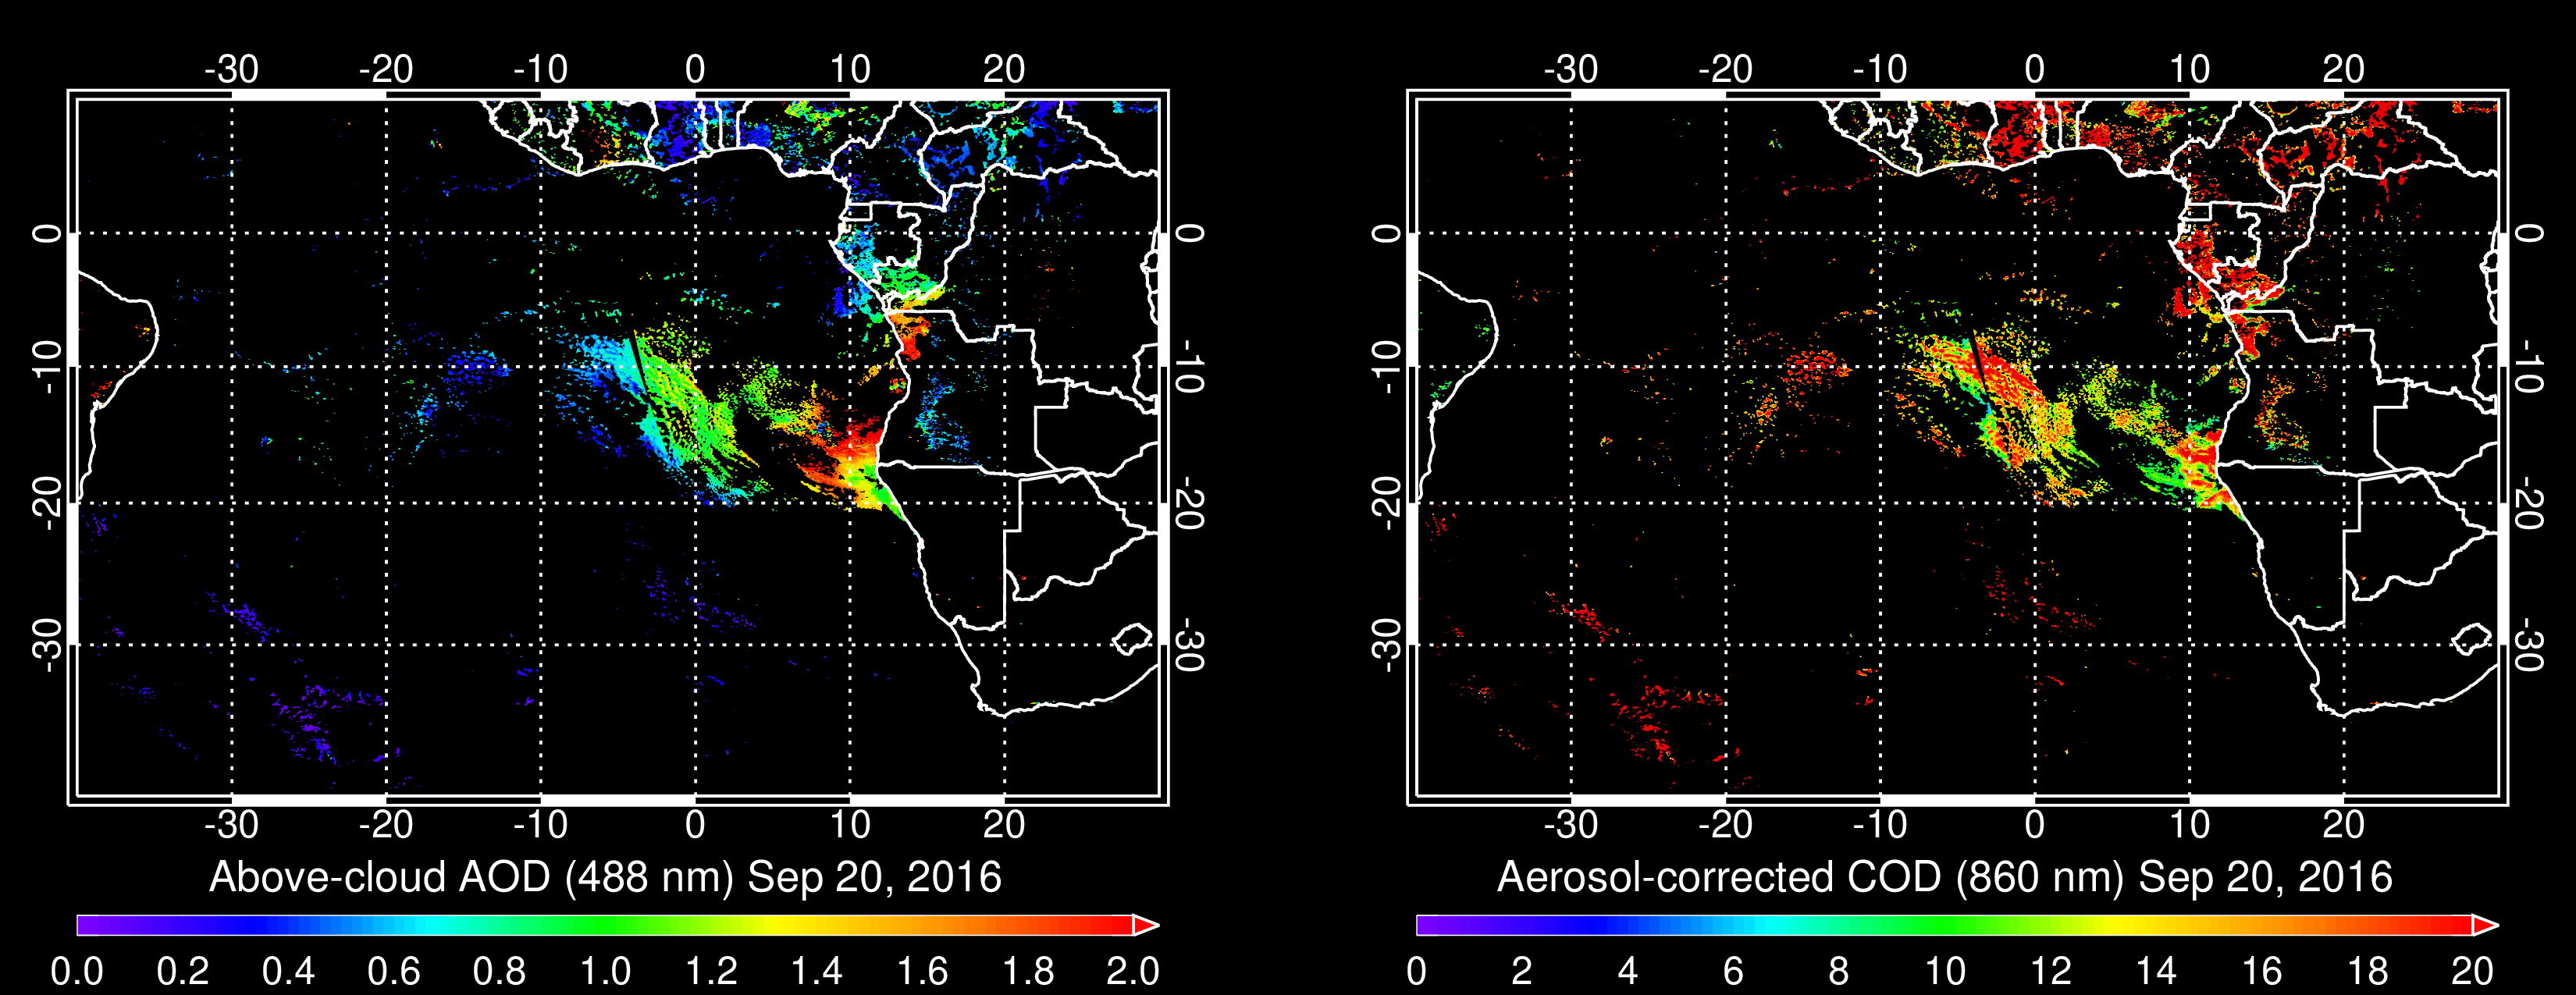 -30 -20 -10 0 10 20
-30 -20 -10 0 10 20
0 0 0 0
-10 -10 -10 -10
-20 -20 -20 -20
-30 -30 -30 -30
-30 -20 -10 0 10 20
-30 -20 -10 0 10 20
Above-cloud AOD (488 nm) Sep 20, 2016
Aerosol-corrected COD (860 nm) Sep 20, 2016
0.0 0.2 0.4 0.6 0.8 1.0 1.2 1.4 1.6 1.8 2.0
0 2 4 6 8 10 12 14 16 18 20